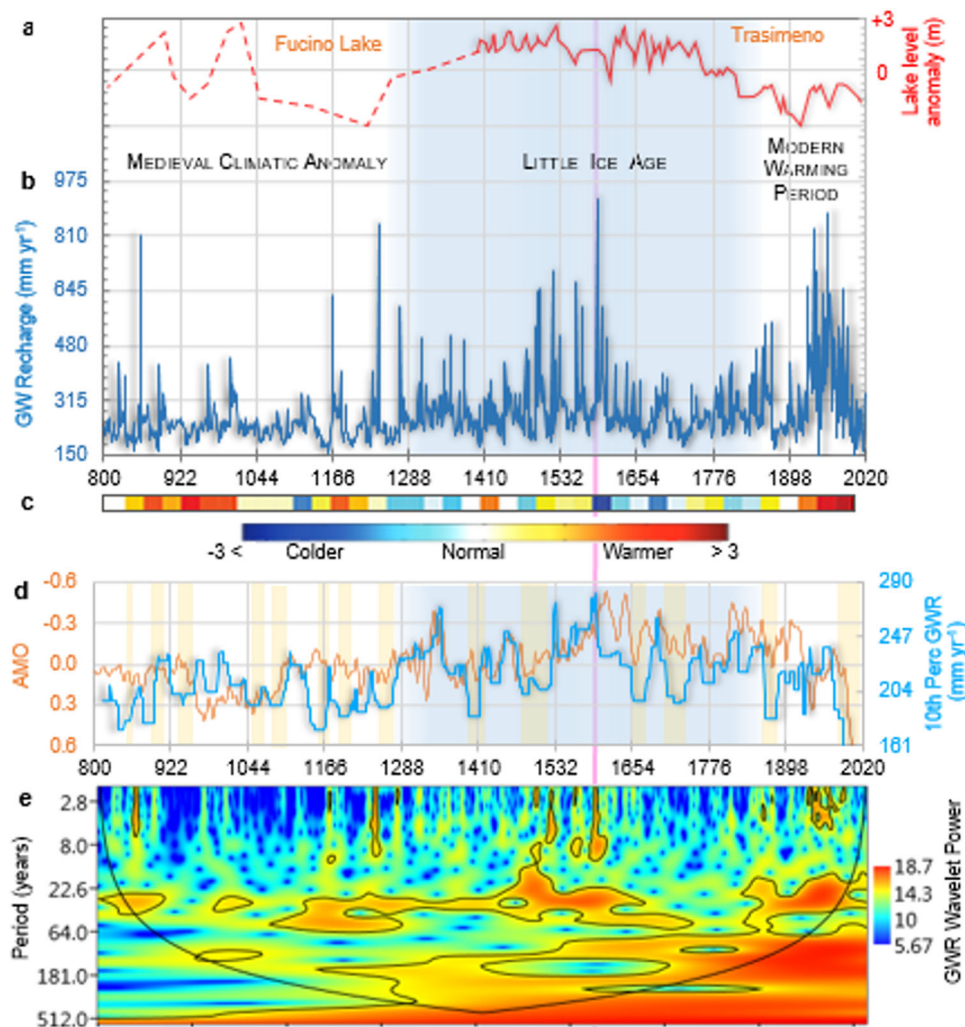 a
Fucino Lake
Trasimeno
+3
0
Lake level
anomaly (m)
MEDIEVAL CLIMATIC ANOMALY
LITTLE ICE AGE
MODERN
WARMING
PERIOD
b
975
810
645
480
315
150
GW Recharge (mm yr⁻¹)
800 922 1044 1166 1288 1410 1532 1654 1776 1898 2020
c
-3 < Colder Normal Warmer > 3
d
-0.6
-0.3
0.0
0.3
0.6
AMO
290
247
204
161
10th Perc GWR
(mm yr⁻¹)
800 922 1044 1166 1288 1410 1532 1654 1776 1898 2020
e
2.8
8.0
22.6
64.0
181.0
512.0
Period (years)
18.7
14.3
10
5.67
GWR Wavelet Power